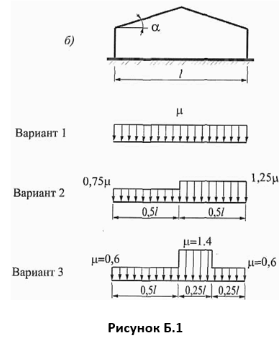 б)
α
l
μ
Вариант 1
0,75μ
1,25μ
Вариант 2
0,5l 0,5l
μ=1.4
μ=0,6 μ=0,6
Вариант 3
0,5l 0,25l 0,25l
Рисунок Б.1